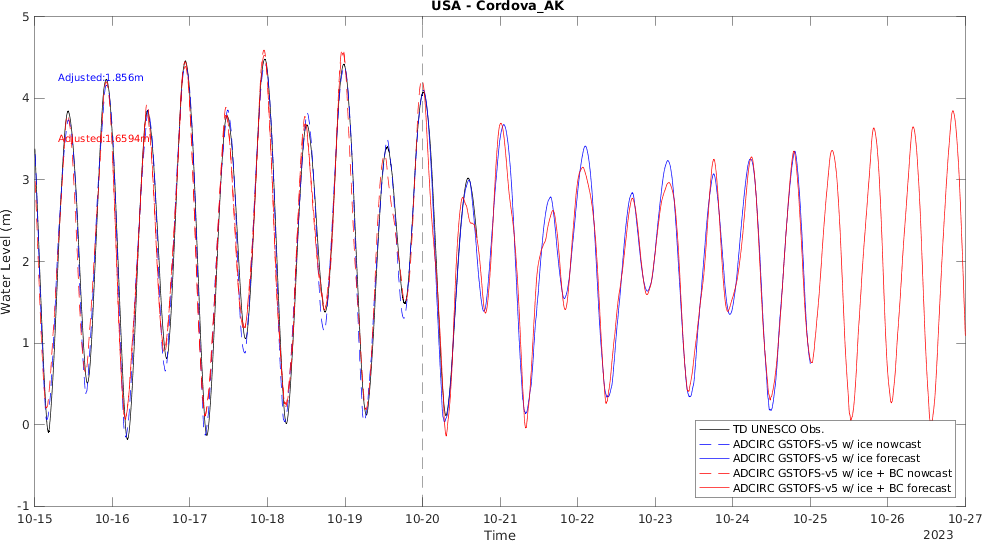 USA - Cordova_AK
Water Level (m)
5
4
3
2
1
0
-1
Adjusted:1.856m
Adjusted:1.6594m
TD UNESCO Obs.
ADCIRC GSTOFS-v5 w/ ice nowcast
ADCIRC GSTOFS-v5 w/ ice forecast
ADCIRC GSTOFS-v5 w/ ice + BC nowcast
ADCIRC GSTOFS-v5 w/ ice + BC forecast
10-15 10-16 10-17 10-18 10-19 10-20 10-21 10-22 10-23 10-24 10-25 10-26 10-27
Time
2023